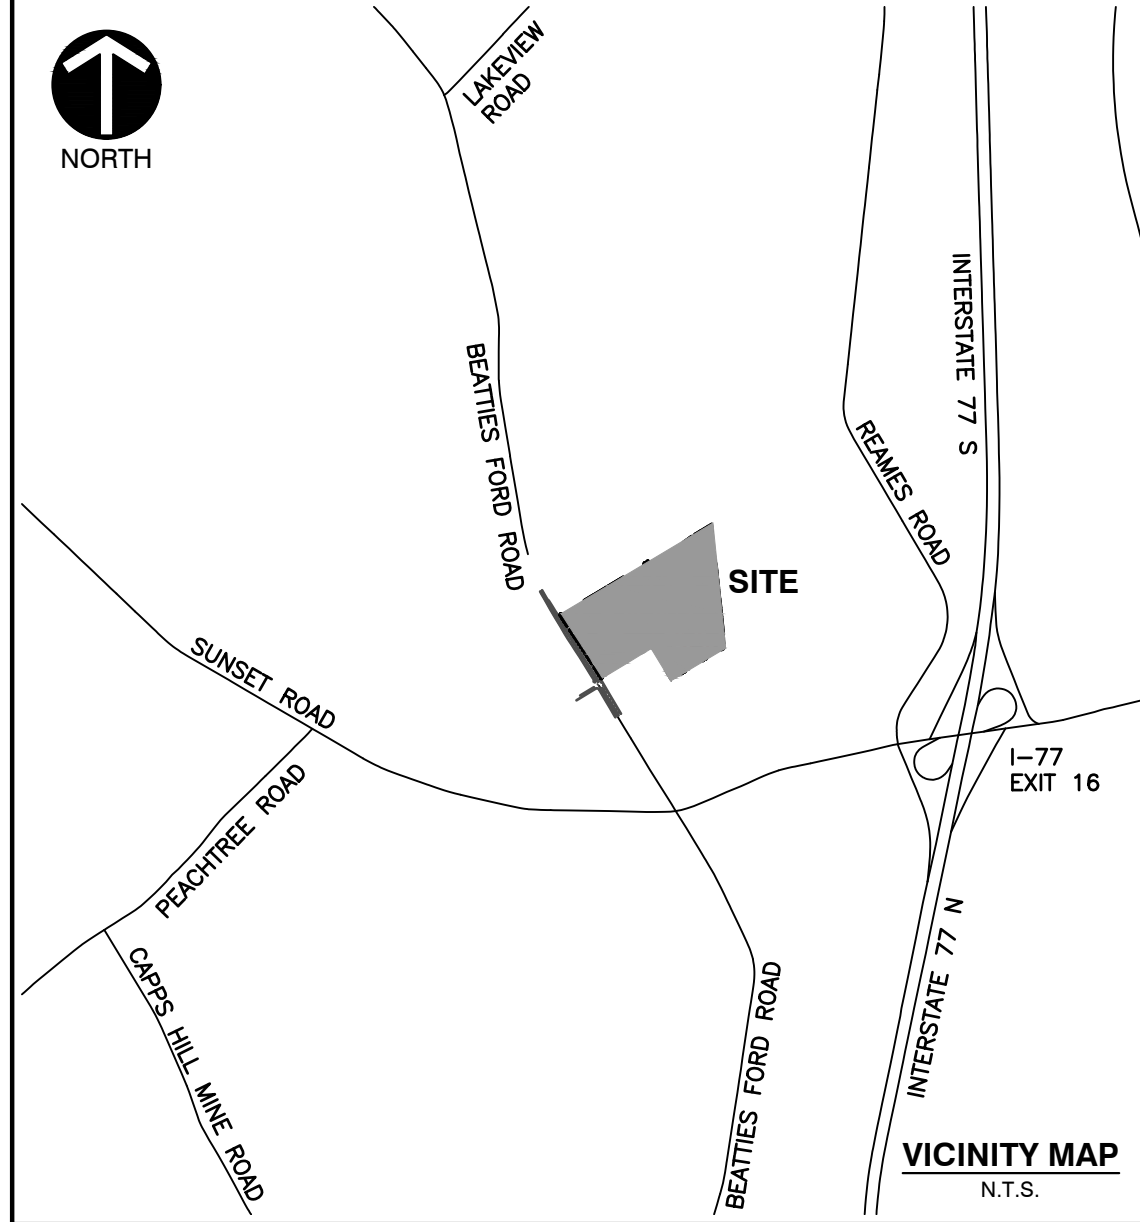 LAKEVIEW
ROAD
NORTH
INTERSTATE 77 S
BEATTIES FORD ROAD
REAMES ROAD
SITE
SUNSET ROAD
I-77
EXIT 16
PEACHTREE ROAD
INTERSTATE 77 N
CAPPS HILL MINE ROAD
BEATTIES FORD ROAD
VICINITY MAP
N.T.S.